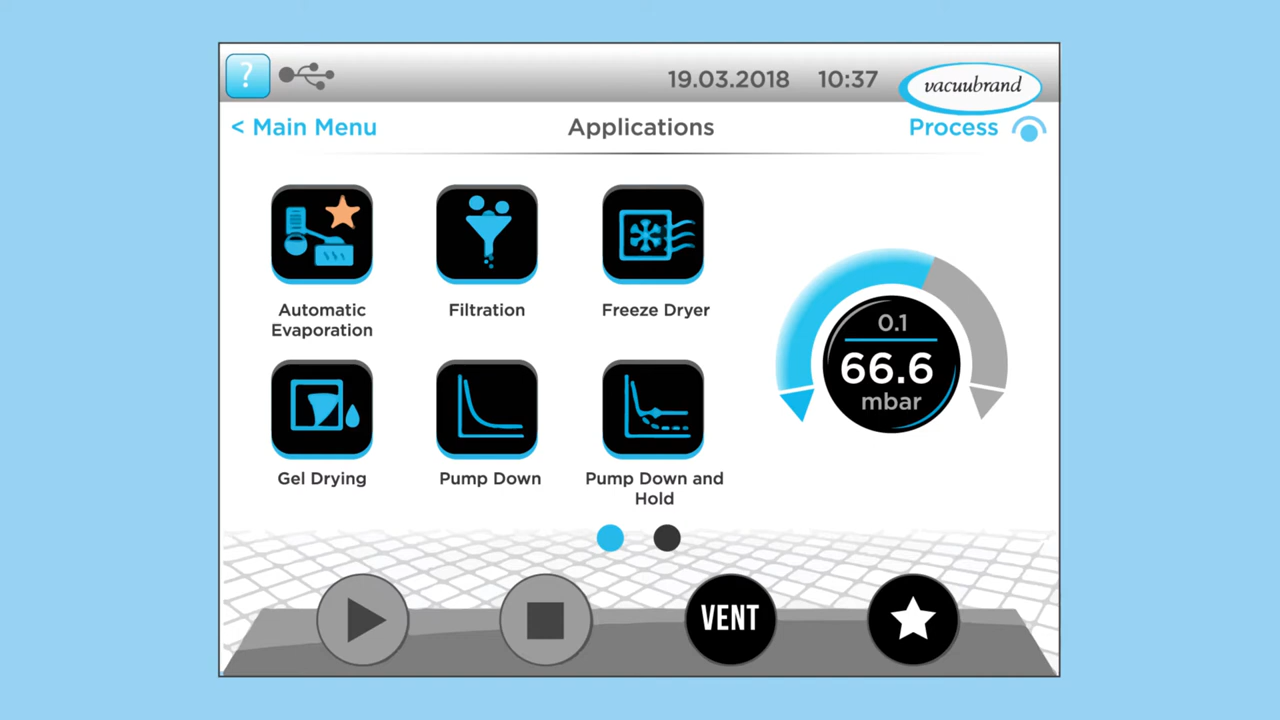 ?
19.03.2018 10:37
vacuubrand
< Main Menu
Applications
Process
Automatic
Evaporation
Filtration
Freeze Dryer
Gel Drying
Pump Down
Pump Down and
Hold
0.1
66.6
mbar
VENT